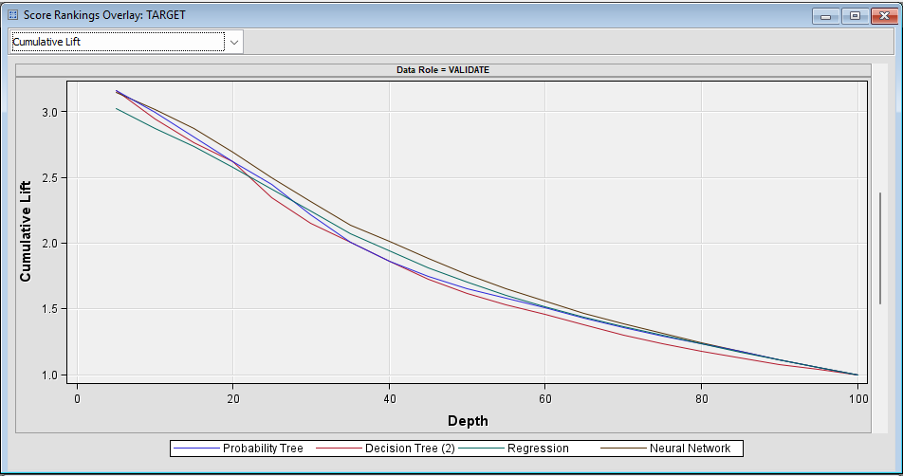 Score Rankings Overlay: TARGET
Cumulative Lift
Data Role = VALIDATE
3.0
2.5
2.0
1.5
1.0
Cumulative Lift
0 20 40 60 80 100
Depth
Probability Tree Decision Tree (2) Regression Neural Network